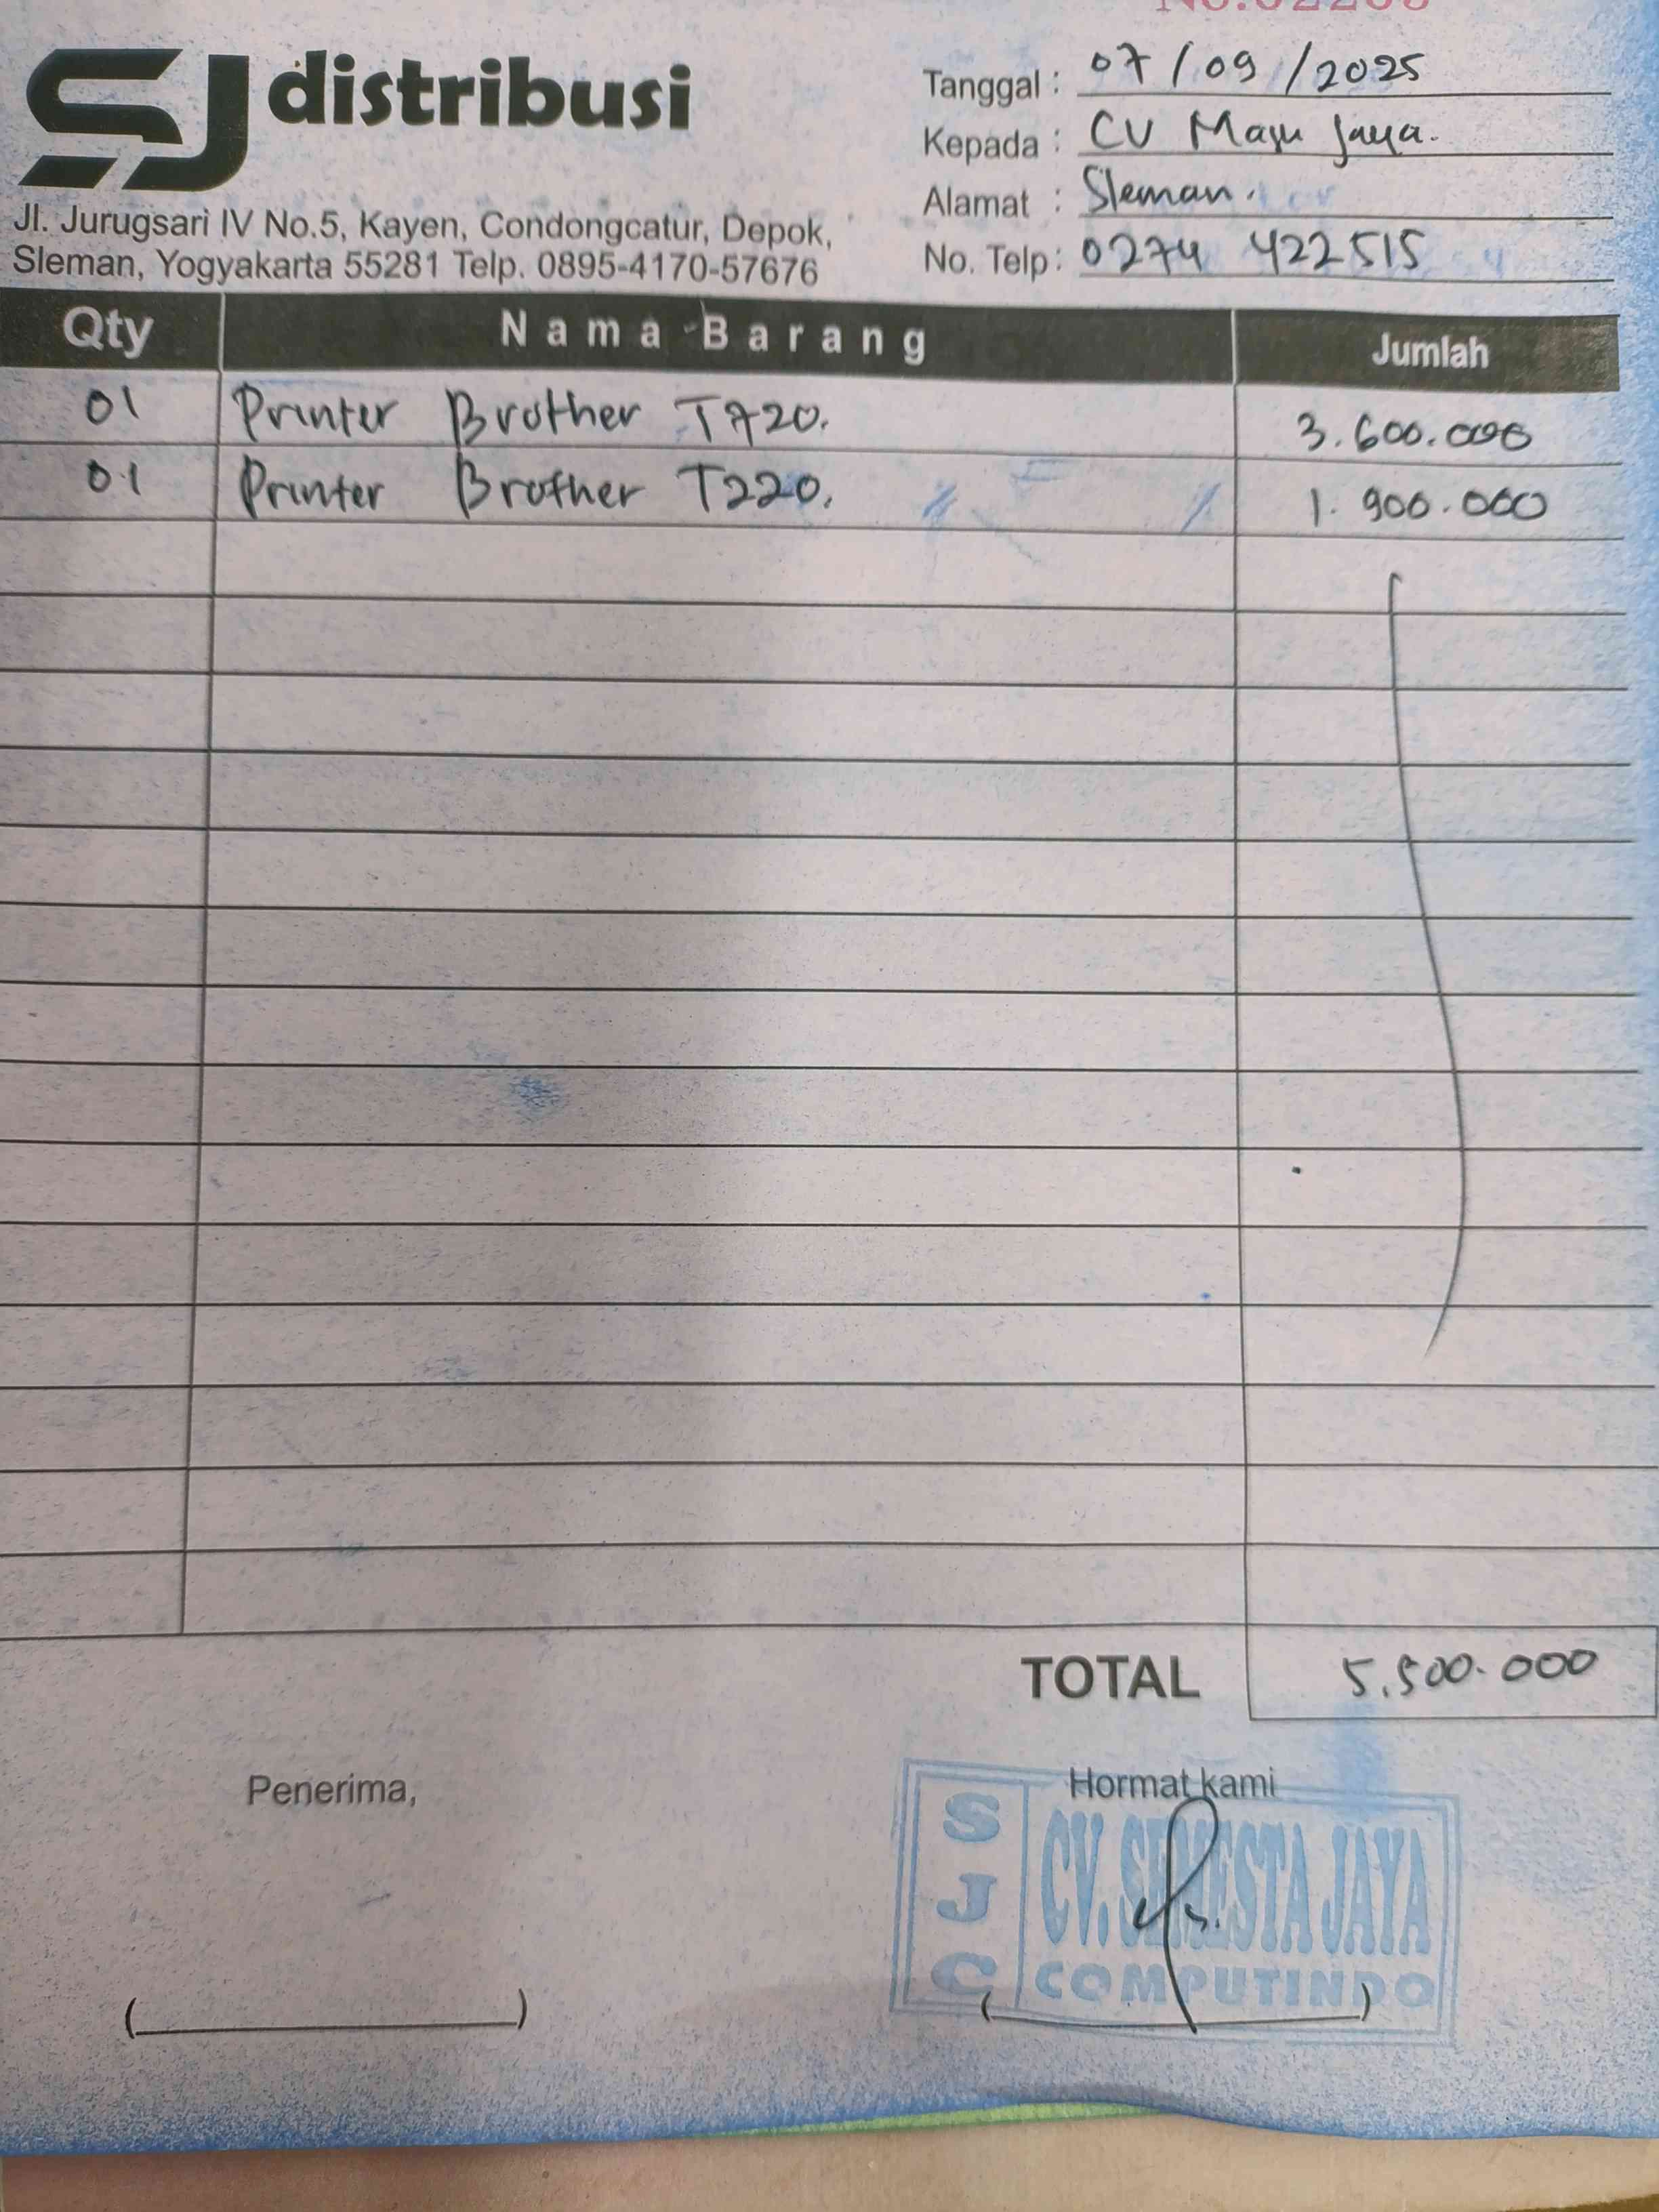 SJ distribusi
Jl. Jurugsari IV No.5, Kayen, Condongcatur, Depok,
Sleman, Yogyakarta 55281 Telp. 0895-4170-57676
Tanggal : 07/09/2025
Kepada : CV Maju Jaya.
Alamat : Sleman.
No. Telp : 0274 422515
Qty Nama Barang Jumlah
01 Printer Brother T720. 3.600.000
01 Printer Brother T220. 1.900.000
TOTAL 5.500.000
Penerima, Hormat kami
SJC CV. SEMESTA JAYA
COMPUTINDO
(                    ) (                    )